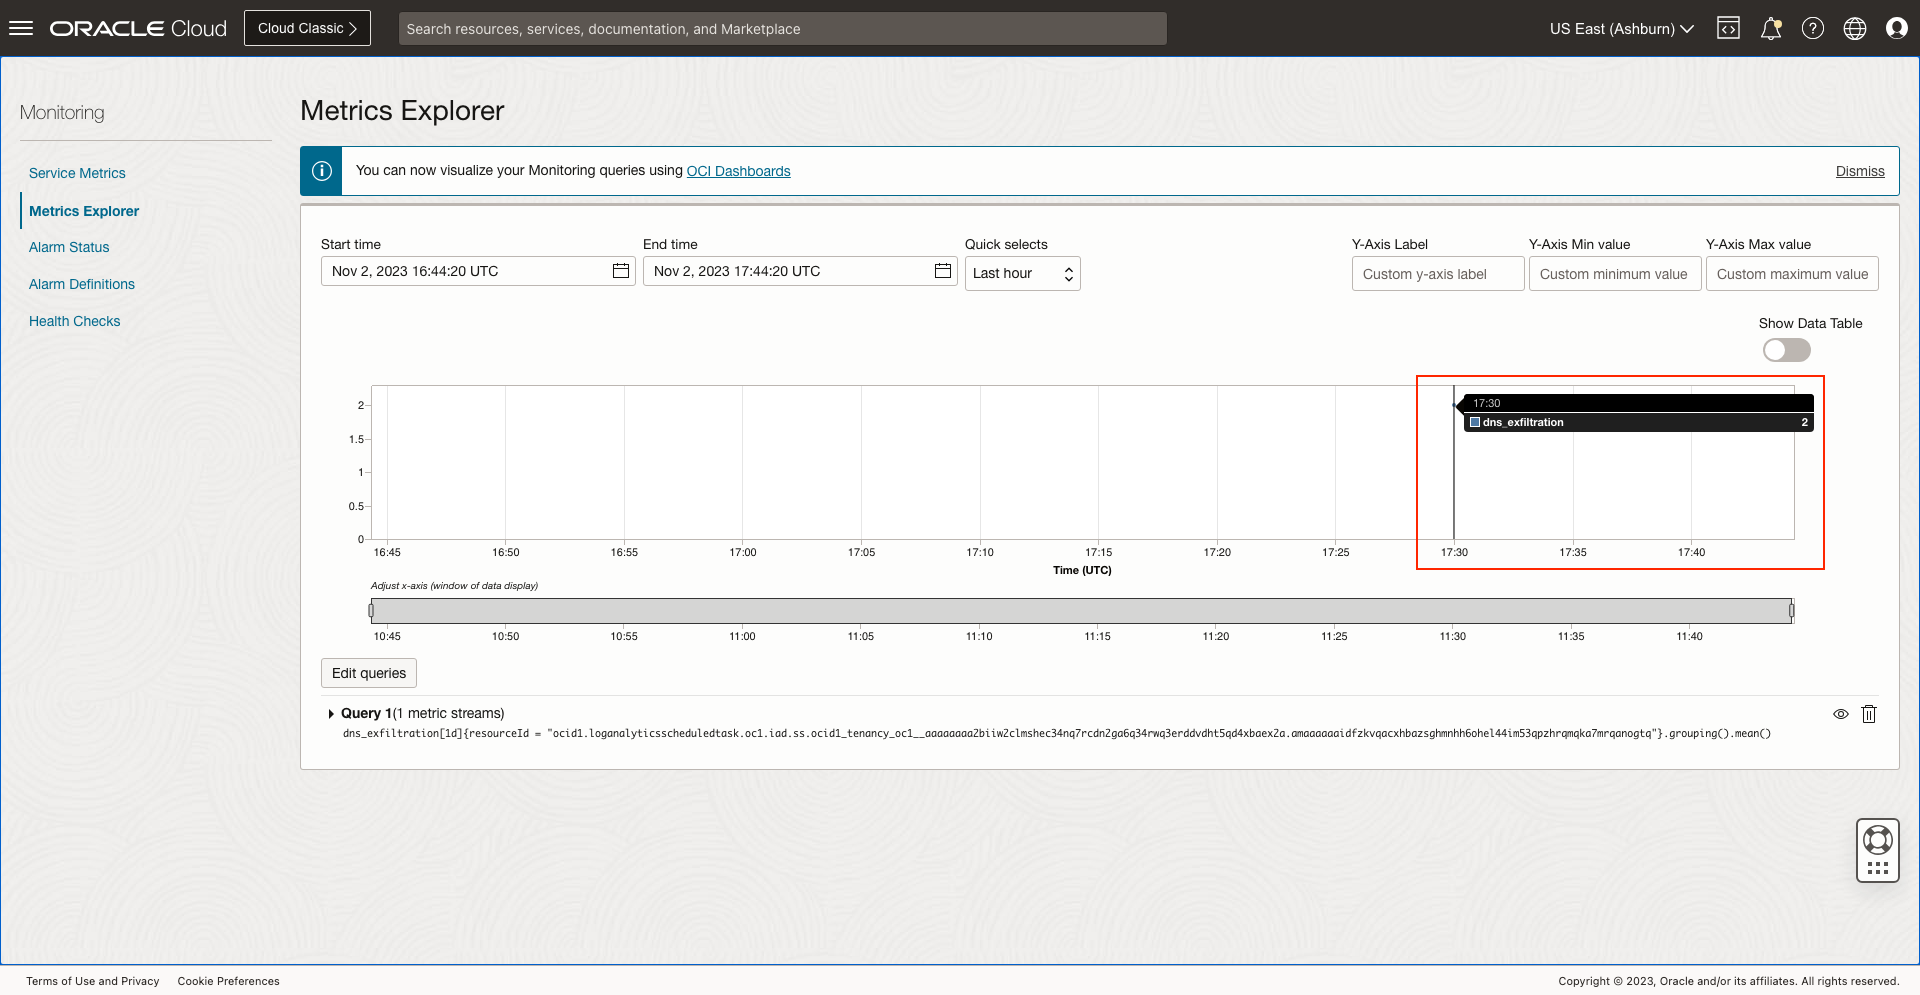 ORACLE Cloud
Cloud Classic
Search resources, services, documentation, and Marketplace
US East (Ashburn)
Monitoring
Service Metrics
Metrics Explorer
Alarm Status
Alarm Definitions
Health Checks
Metrics Explorer
You can now visualize your Monitoring queries using OCI Dashboards
Dismiss
Start time
End time
Quick selects
Y-Axis Label
Y-Axis Min value
Y-Axis Max value
Nov 2, 2023 16:44:20 UTC
Nov 2, 2023 17:44:20 UTC
Last hour
Custom y-axis label
Custom minimum value
Custom maximum value
Show Data Table
2
1.5
1
0.5
0
17:30
dns_exfiltration 2
16:45 16:50 16:55 17:00 17:05 17:10 17:15 17:20 17:25 17:30 17:35 17:40
Time (UTC)
Adjust x-axis (window of data display)
10:45 10:50 10:55 11:00 11:05 11:10 11:15 11:20 11:25 11:30 11:35 11:40
Edit queries
Query 1(1 metric streams)
dns_exfiltration[1d]{resourceId = "ocid1.loganalyticsscheduledtask.oc1.iad.ss.ocid1_tenancy_oc1__aaaaaaaa2biiw2clmshec34nq7rcdn2ga6q34rwq3erddvdht5qd4xbaex2a.amaaaaaaidfzkvqacxhbazsghmnhh6ohel44im53qpzhrqmqka7mrqanogtq"}.grouping().mean()
Terms of Use and Privacy
Cookie Preferences
Copyright © 2023, Oracle and/or its affiliates. All rights reserved.